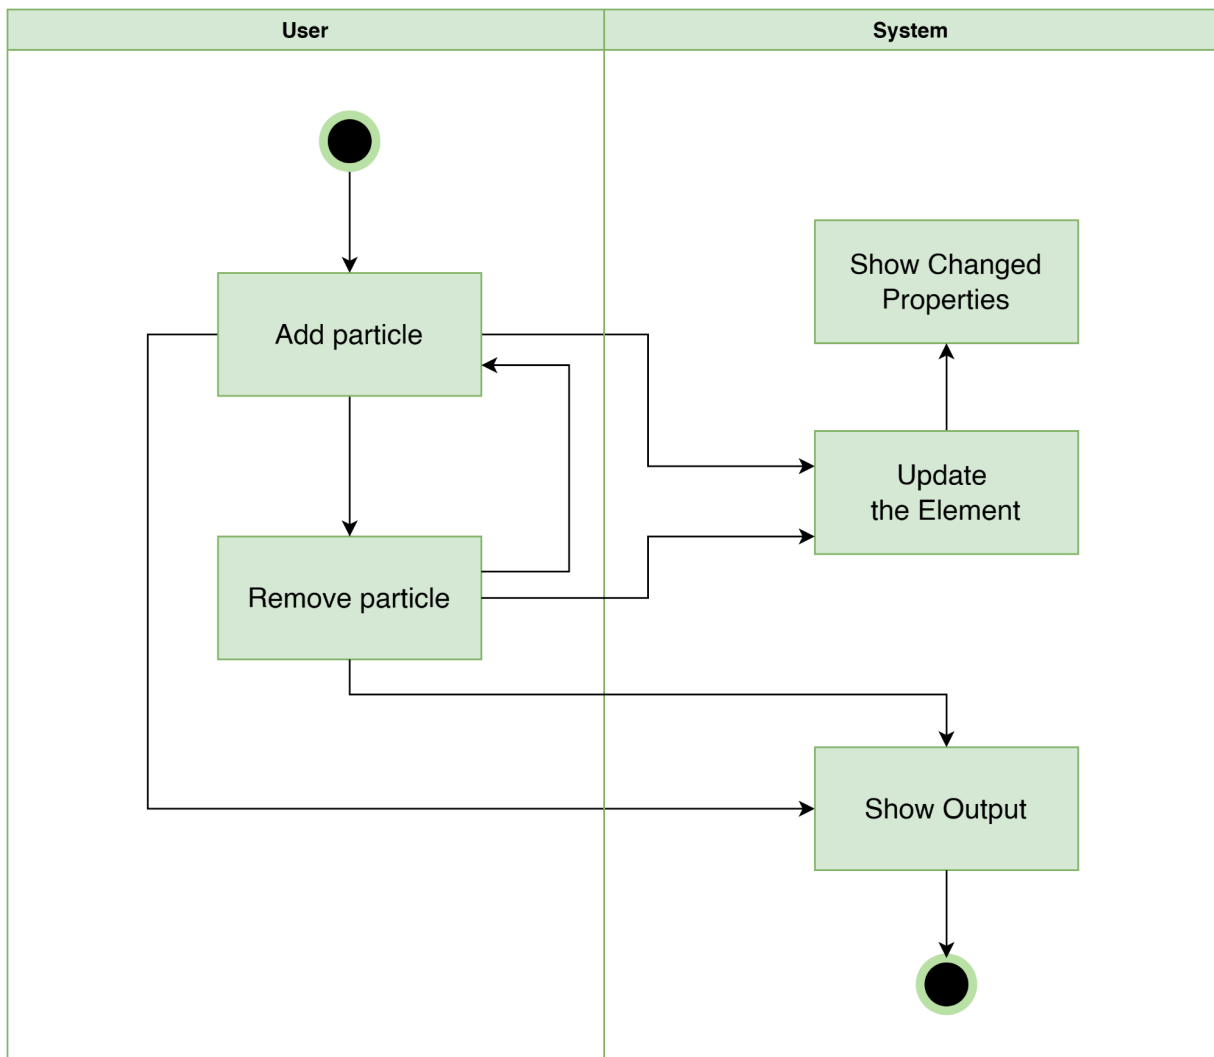 User
System
Show Changed
Properties
Add particle
Update
the Element
Remove particle
Show Output